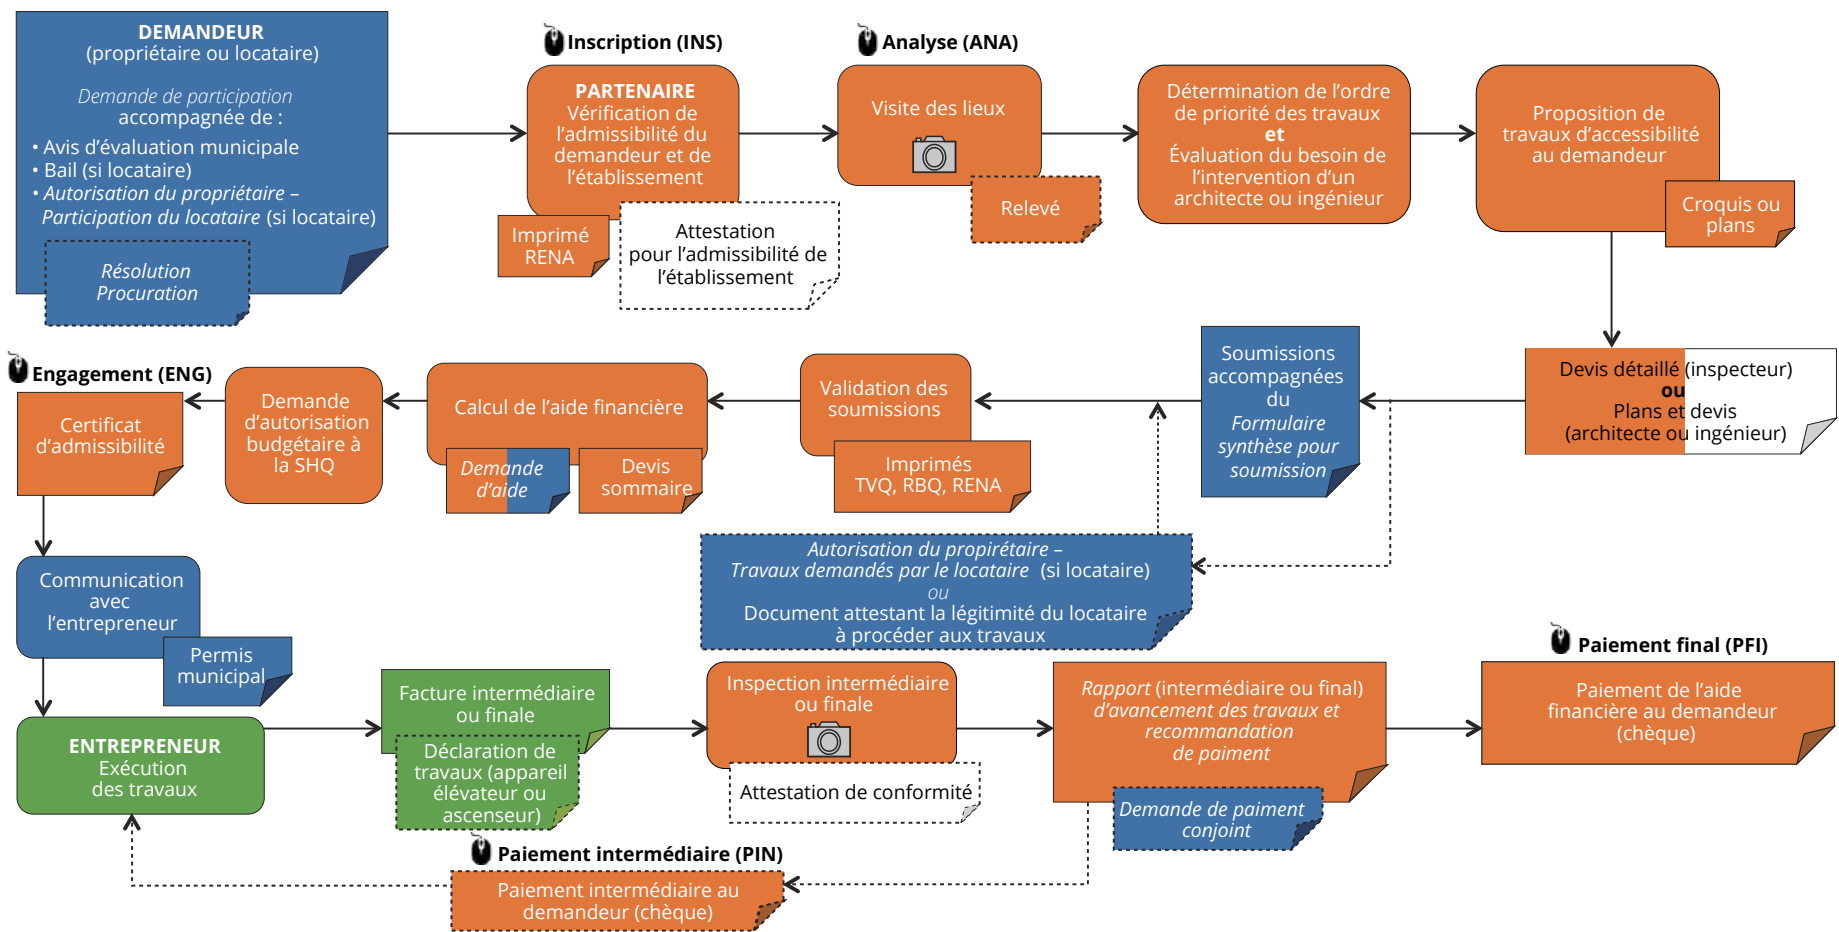 DEMANDEUR
(propriétaire ou locataire)
Demande de participation
accompagnée de :
• Avis d’évaluation municipale
• Bail (si locataire)
• Autorisation du propriétaire –
Participation du locataire (si locataire)
Résolution
Procuration
Inscription (INS)
PARTENAIRE
Vérification de
l’admissibilité du
demandeur et de
l’établissement
Imprimé
RENA
Attestation
pour l’admissibilité de
l’établissement
Analyse (ANA)
Visite des lieux
Relevé
Détermination de l’ordre
de priorité des travaux
et
Évaluation du besoin de
l’intervention d’un
architecte ou ingénieur
Proposition de
travaux d’accessibilité
au demandeur
Croquis ou
plans
Devis détaillé (inspecteur)
ou
Plans et devis
(architecte ou ingénieur)
Soumissions
accompagnées
du
Formulaire
synthèse pour
soumission
Autorisation du propirétaire –
Travaux demandés par le locataire (si locataire)
ou
Document attestant la légitimité du locataire
à procéder aux travaux
Validation des
soumissions
Imprimés
TVQ, RBQ, RENA
Calcul de l’aide financière
Demande
d’aide
Devis
sommaire
Demande
d’autorisation
budgétaire à
la SHQ
Engagement (ENG)
Certificat
d’admissibilité
Communication
avec
l’entrepreneur
Permis
municipal
ENTREPRENEUR
Exécution
des travaux
Facture intermédiaire
ou finale
Déclaration de
travaux (appareil
élévateur ou
ascenseur)
Inspection intermédiaire
ou finale
Attestation de conformité
Rapport (intermédiaire ou final)
d’avancement des travaux et
recommandation
de paiment
Demande de paiment
conjoint
Paiement final (PFI)
Paiement de l’aide
financière au demandeur
(chèque)
Paiement intermédiaire (PIN)
Paiement intermédiaire au
demandeur (chèque)